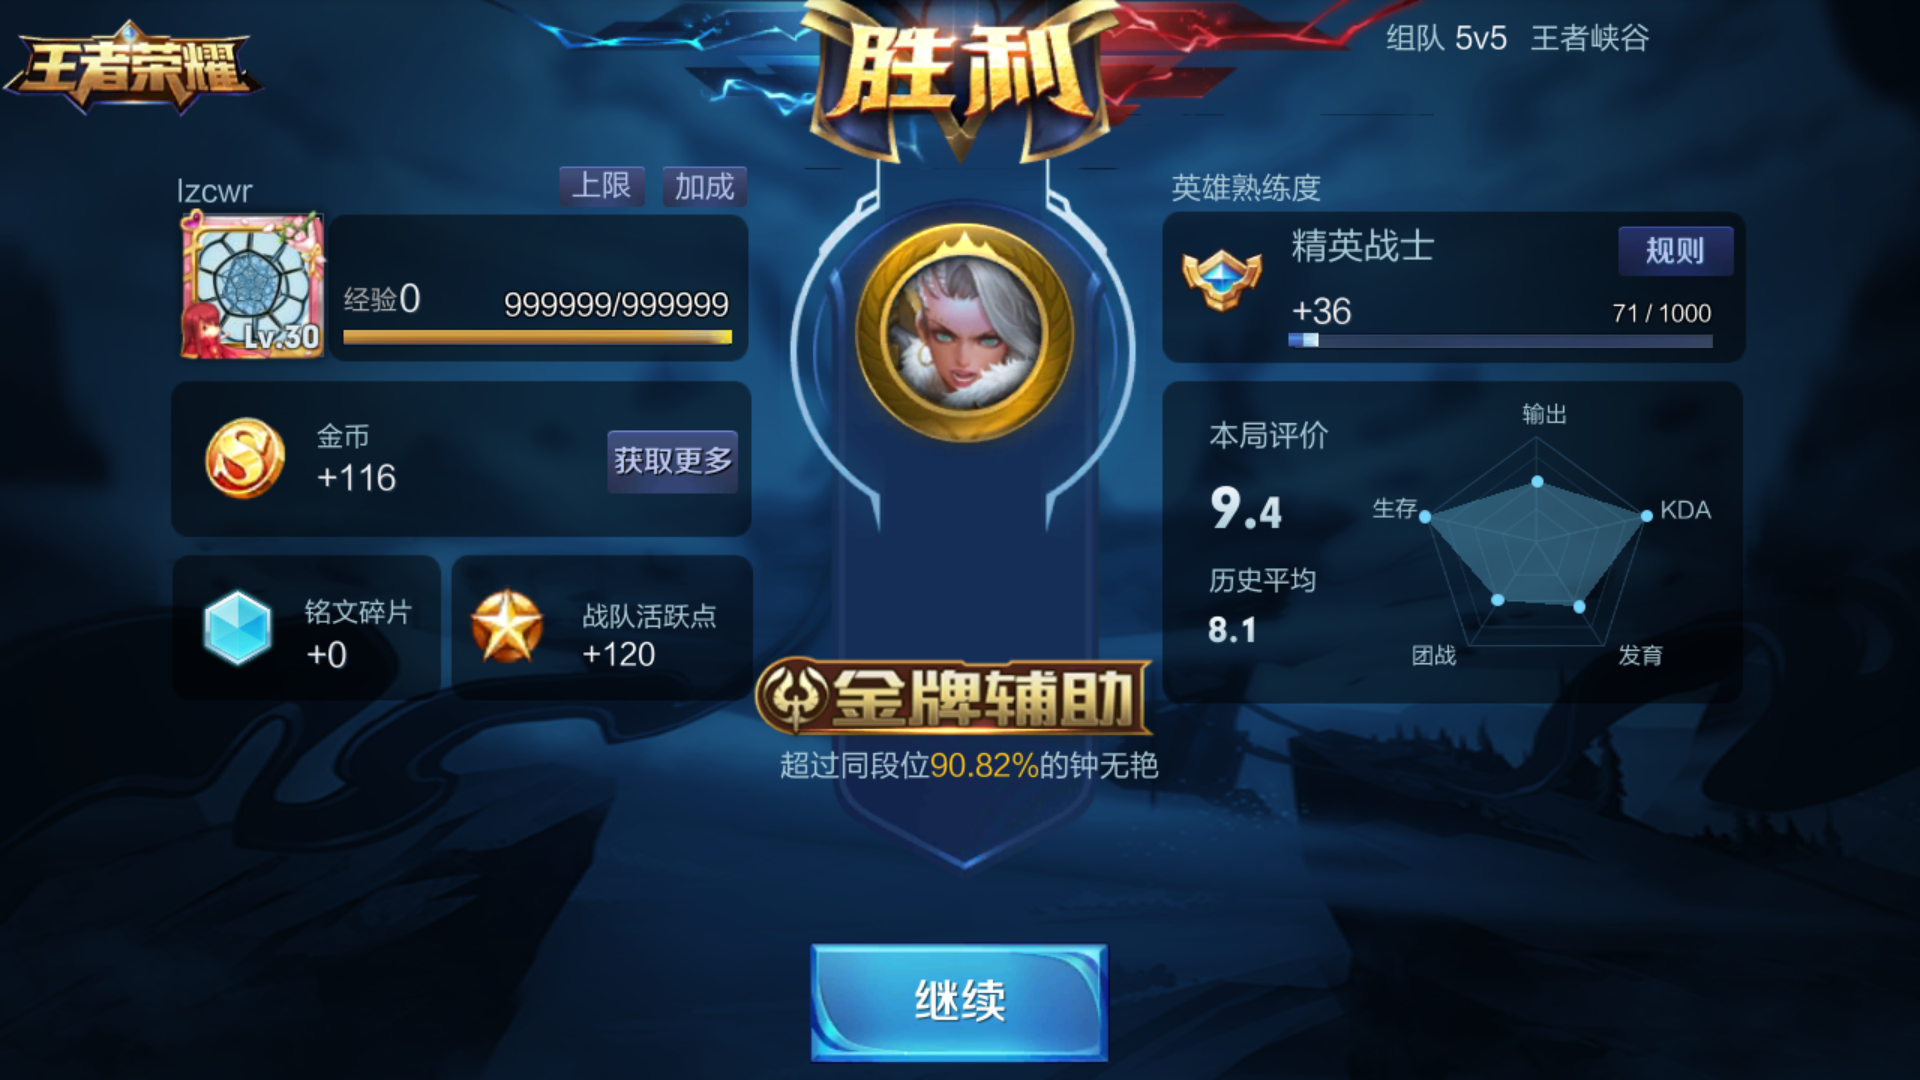 王者荣耀
胜利
组队 5v5 王者峡谷
lzcwr
上限
加成
Lv.30
经验0
999999/999999
金币
+116
获取更多
铭文碎片
+0
战队活跃点
+120
金牌辅助
超过同段位90.82%的钟无艳
英雄熟练度
精英战士
规则
+36
71 / 1000
本局评价
9.4
历史平均
8.1
输出
生存
KDA
团战
发育
继续